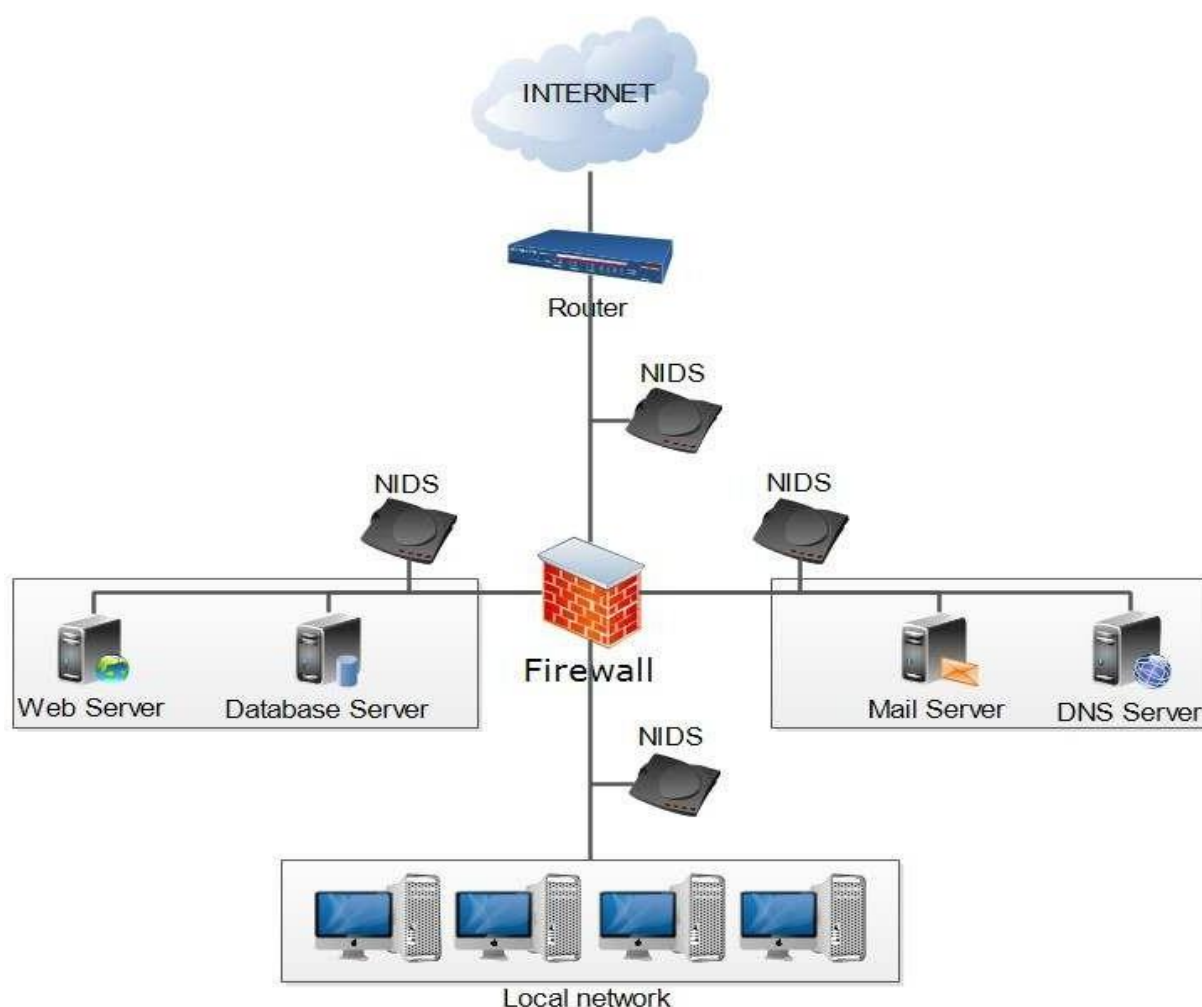 INTERNET
Router
NIDS
NIDS
NIDS
Firewall
Web Server
Database Server
Mail Server
DNS Server
NIDS
Local network